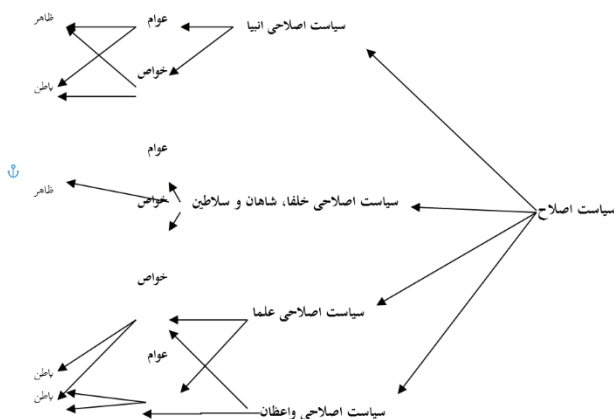 سیاست اصلاح
سیاست اصلاحی انبیا
عوام
خواص
ظاهر
باطن
سیاست اصلاحی خلفا، شاهان و سلاطین
عوام
خواص
ظاهر
سیاست اصلاحی علما
خواص
عوام
باطن
باطن
سیاست اصلاحی واعظان